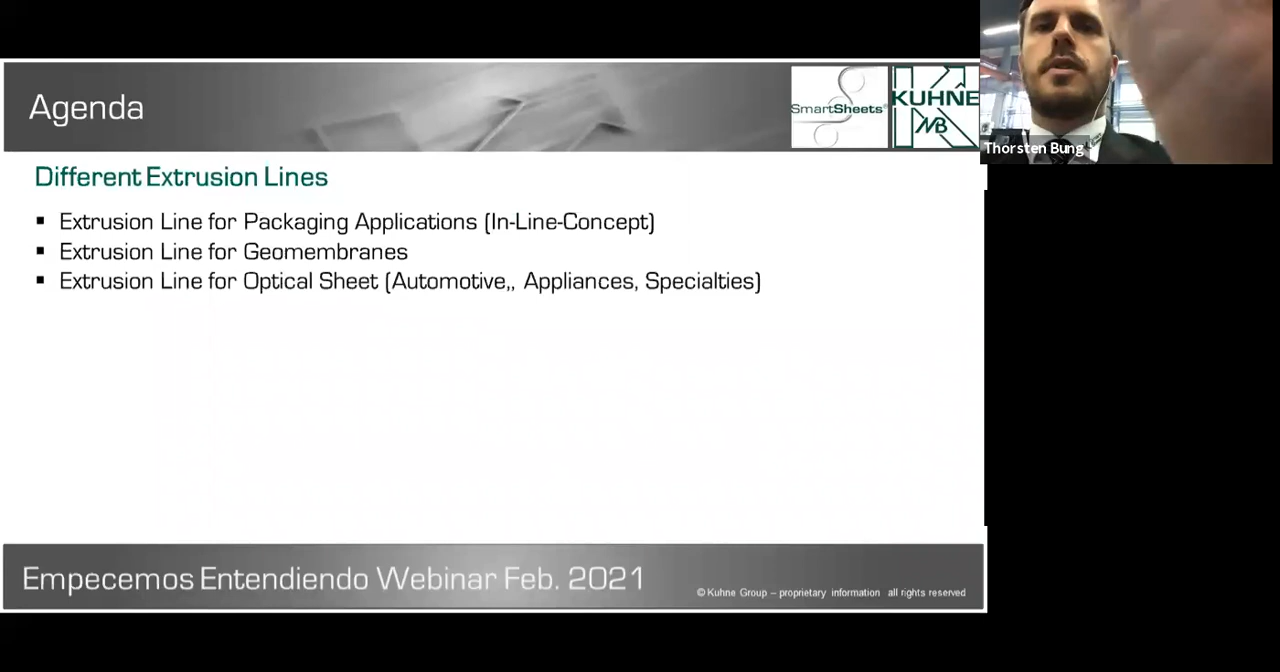 Agenda
SmartSheets®
KUHNE
NB
Thorsten Bung
Different Extrusion Lines
▪ Extrusion Line for Packaging Applications (In-Line-Concept)
▪ Extrusion Line for Geomembranes
▪ Extrusion Line for Optical Sheet (Automotive,, Appliances, Specialties)
Empecemos Entendiendo Webinar Feb. 2021
© Kuhne Group – proprietary information all rights reserved